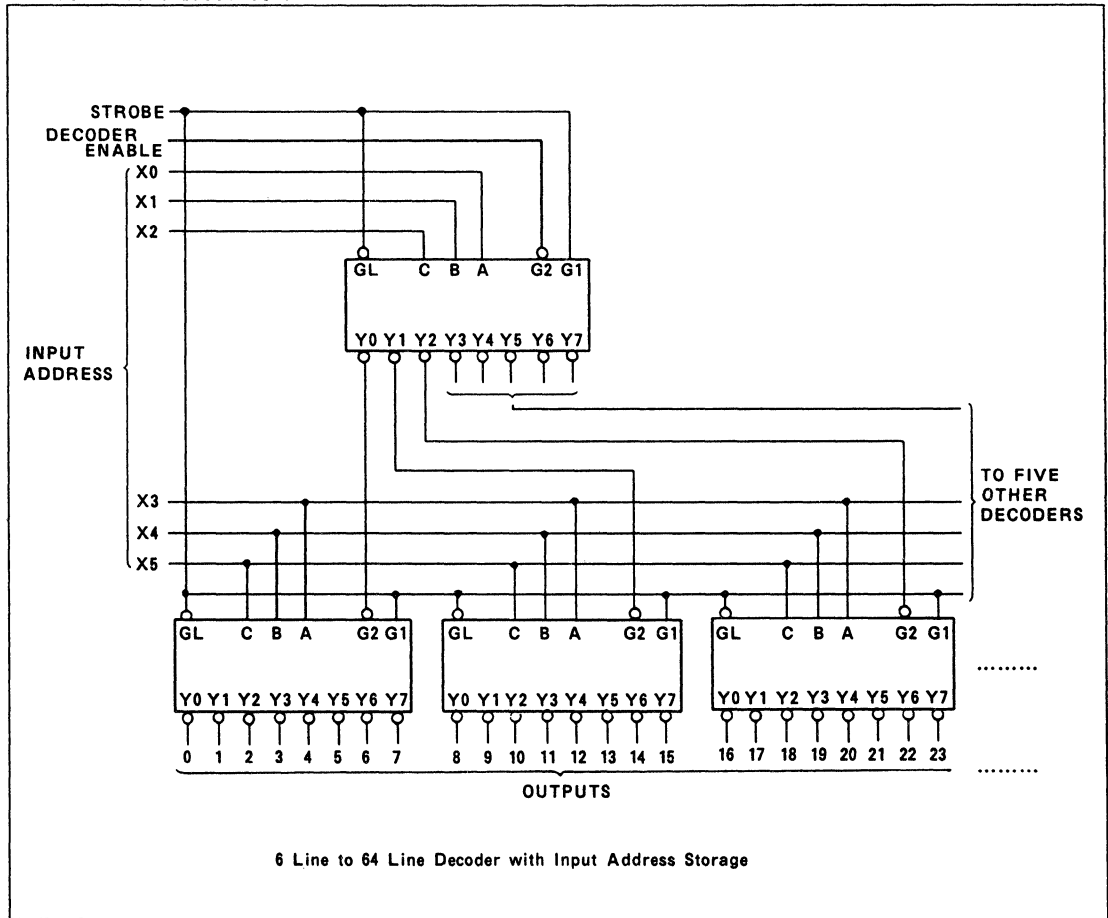 STROBE
DECODER
ENABLE
X0
X1
X2
GL C B A G2 G1
Y0 Y1 Y2 Y3 Y4 Y5 Y6 Y7
INPUT
ADDRESS
TO FIVE
OTHER
DECODERS
X3
X4
X5
GL C B A G2 G1 GL C B A G2 G1 GL C B A G2 G1
.........
Y0 Y1 Y2 Y3 Y4 Y5 Y6 Y7 Y0 Y1 Y2 Y3 Y4 Y5 Y6 Y7 Y0 Y1 Y2 Y3 Y4 Y5 Y6 Y7
0 1 2 3 4 5 6 7 8 9 10 11 12 13 14 15 16 17 18 19 20 21 22 23 .........
OUTPUTS
6 Line to 64 Line Decoder with Input Address Storage